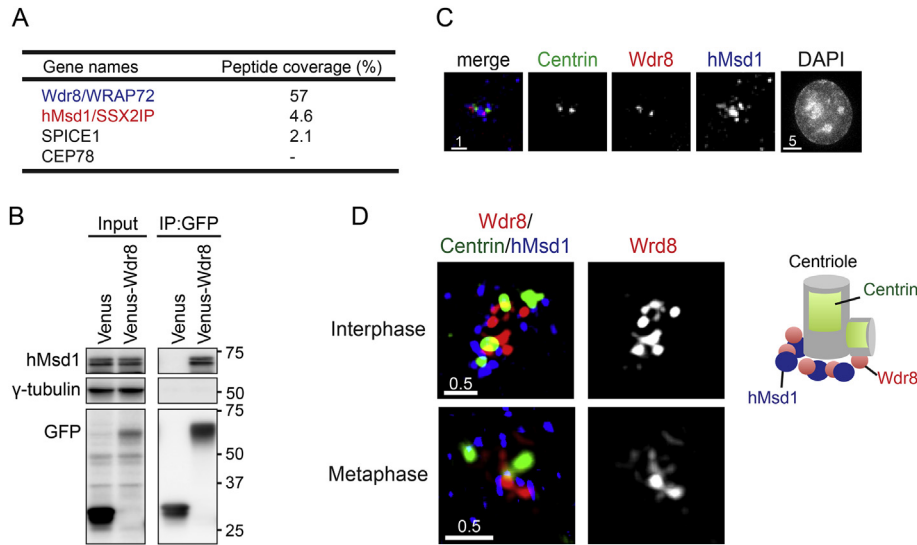 A
Gene names Peptide coverage (%)
Wdr8/WRAP72 57
hMsd1/SSX2IP 4.6
SPICE1 2.1
CEP78 -
B
Input IP:GFP
Venus
Venus-Wdr8
Venus
Venus-Wdr8
hMsd1 75
γ-tubulin 50
75
GFP
50
37
25
C
merge Centrin Wdr8 hMsd1 DAPI
1 5
D
Wdr8/
Centrin/hMsd1 Wrd8
Interphase
0.5
Metaphase
0.5
Centriole
Centrin
Wdr8
hMsd1